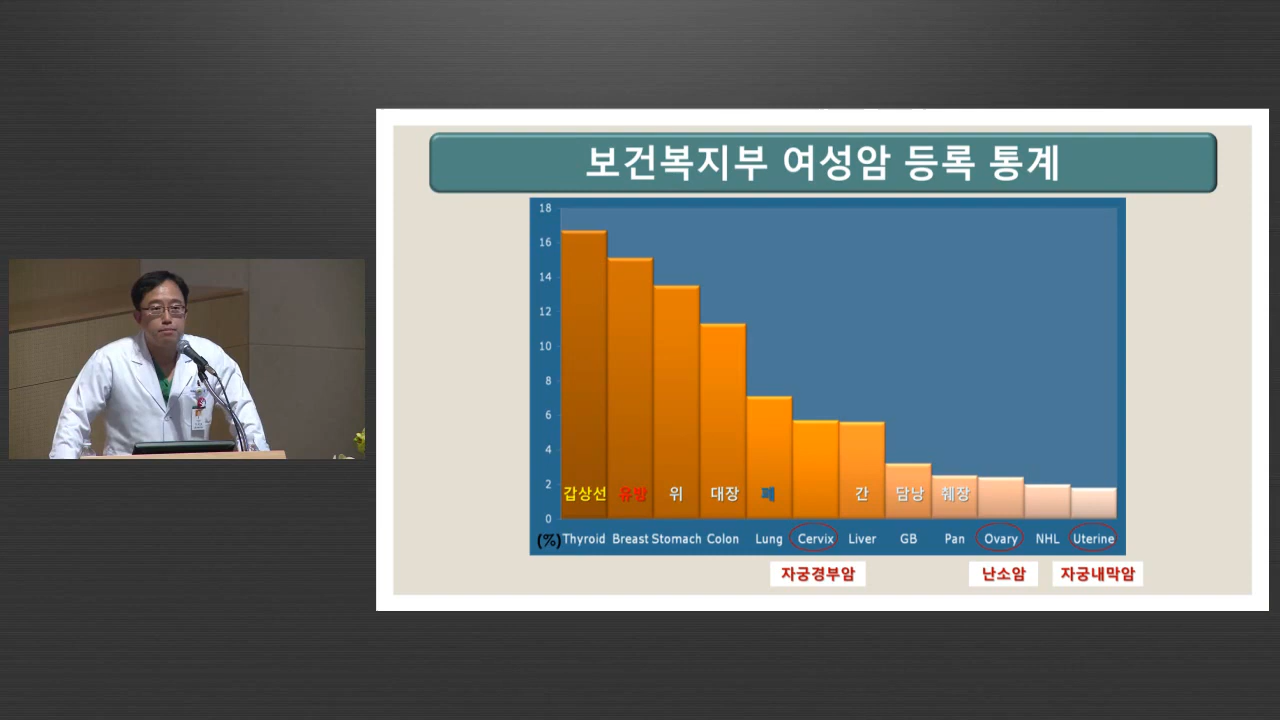 보건복지부 여성암 등록 통계
18
16
14
12
10
8
6
4
2
0
갑상선 유방 위 대장 폐 간 담낭 췌장
(%) Thyroid Breast Stomach Colon Lung Cervix Liver GB Pan Ovary NHL Uterine
자궁경부암 난소암 자궁내막암